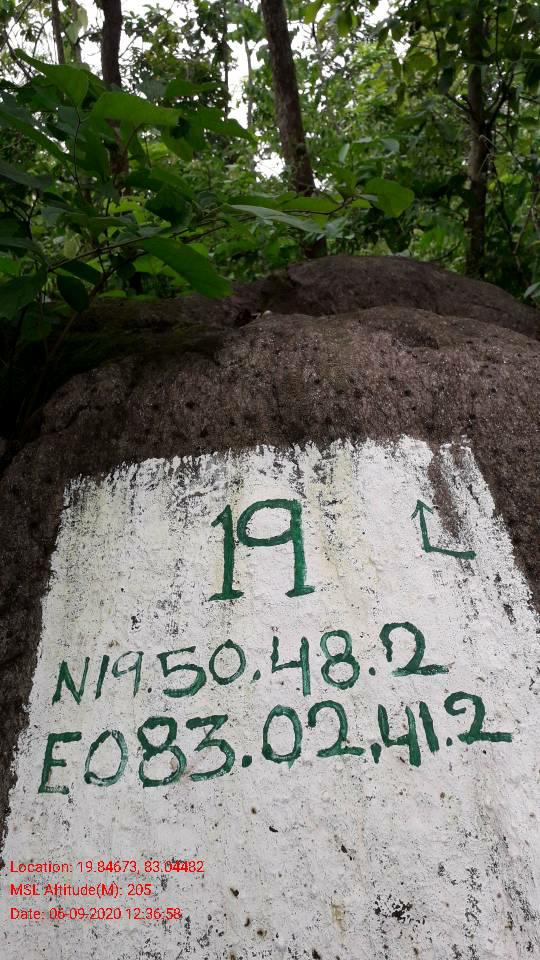 19
N19.50.48.2
E083.02.41.2
Location: 19.84673, 83.04482
MSL Altitude(M): 205
Date: 06-09-2020 12:36:58